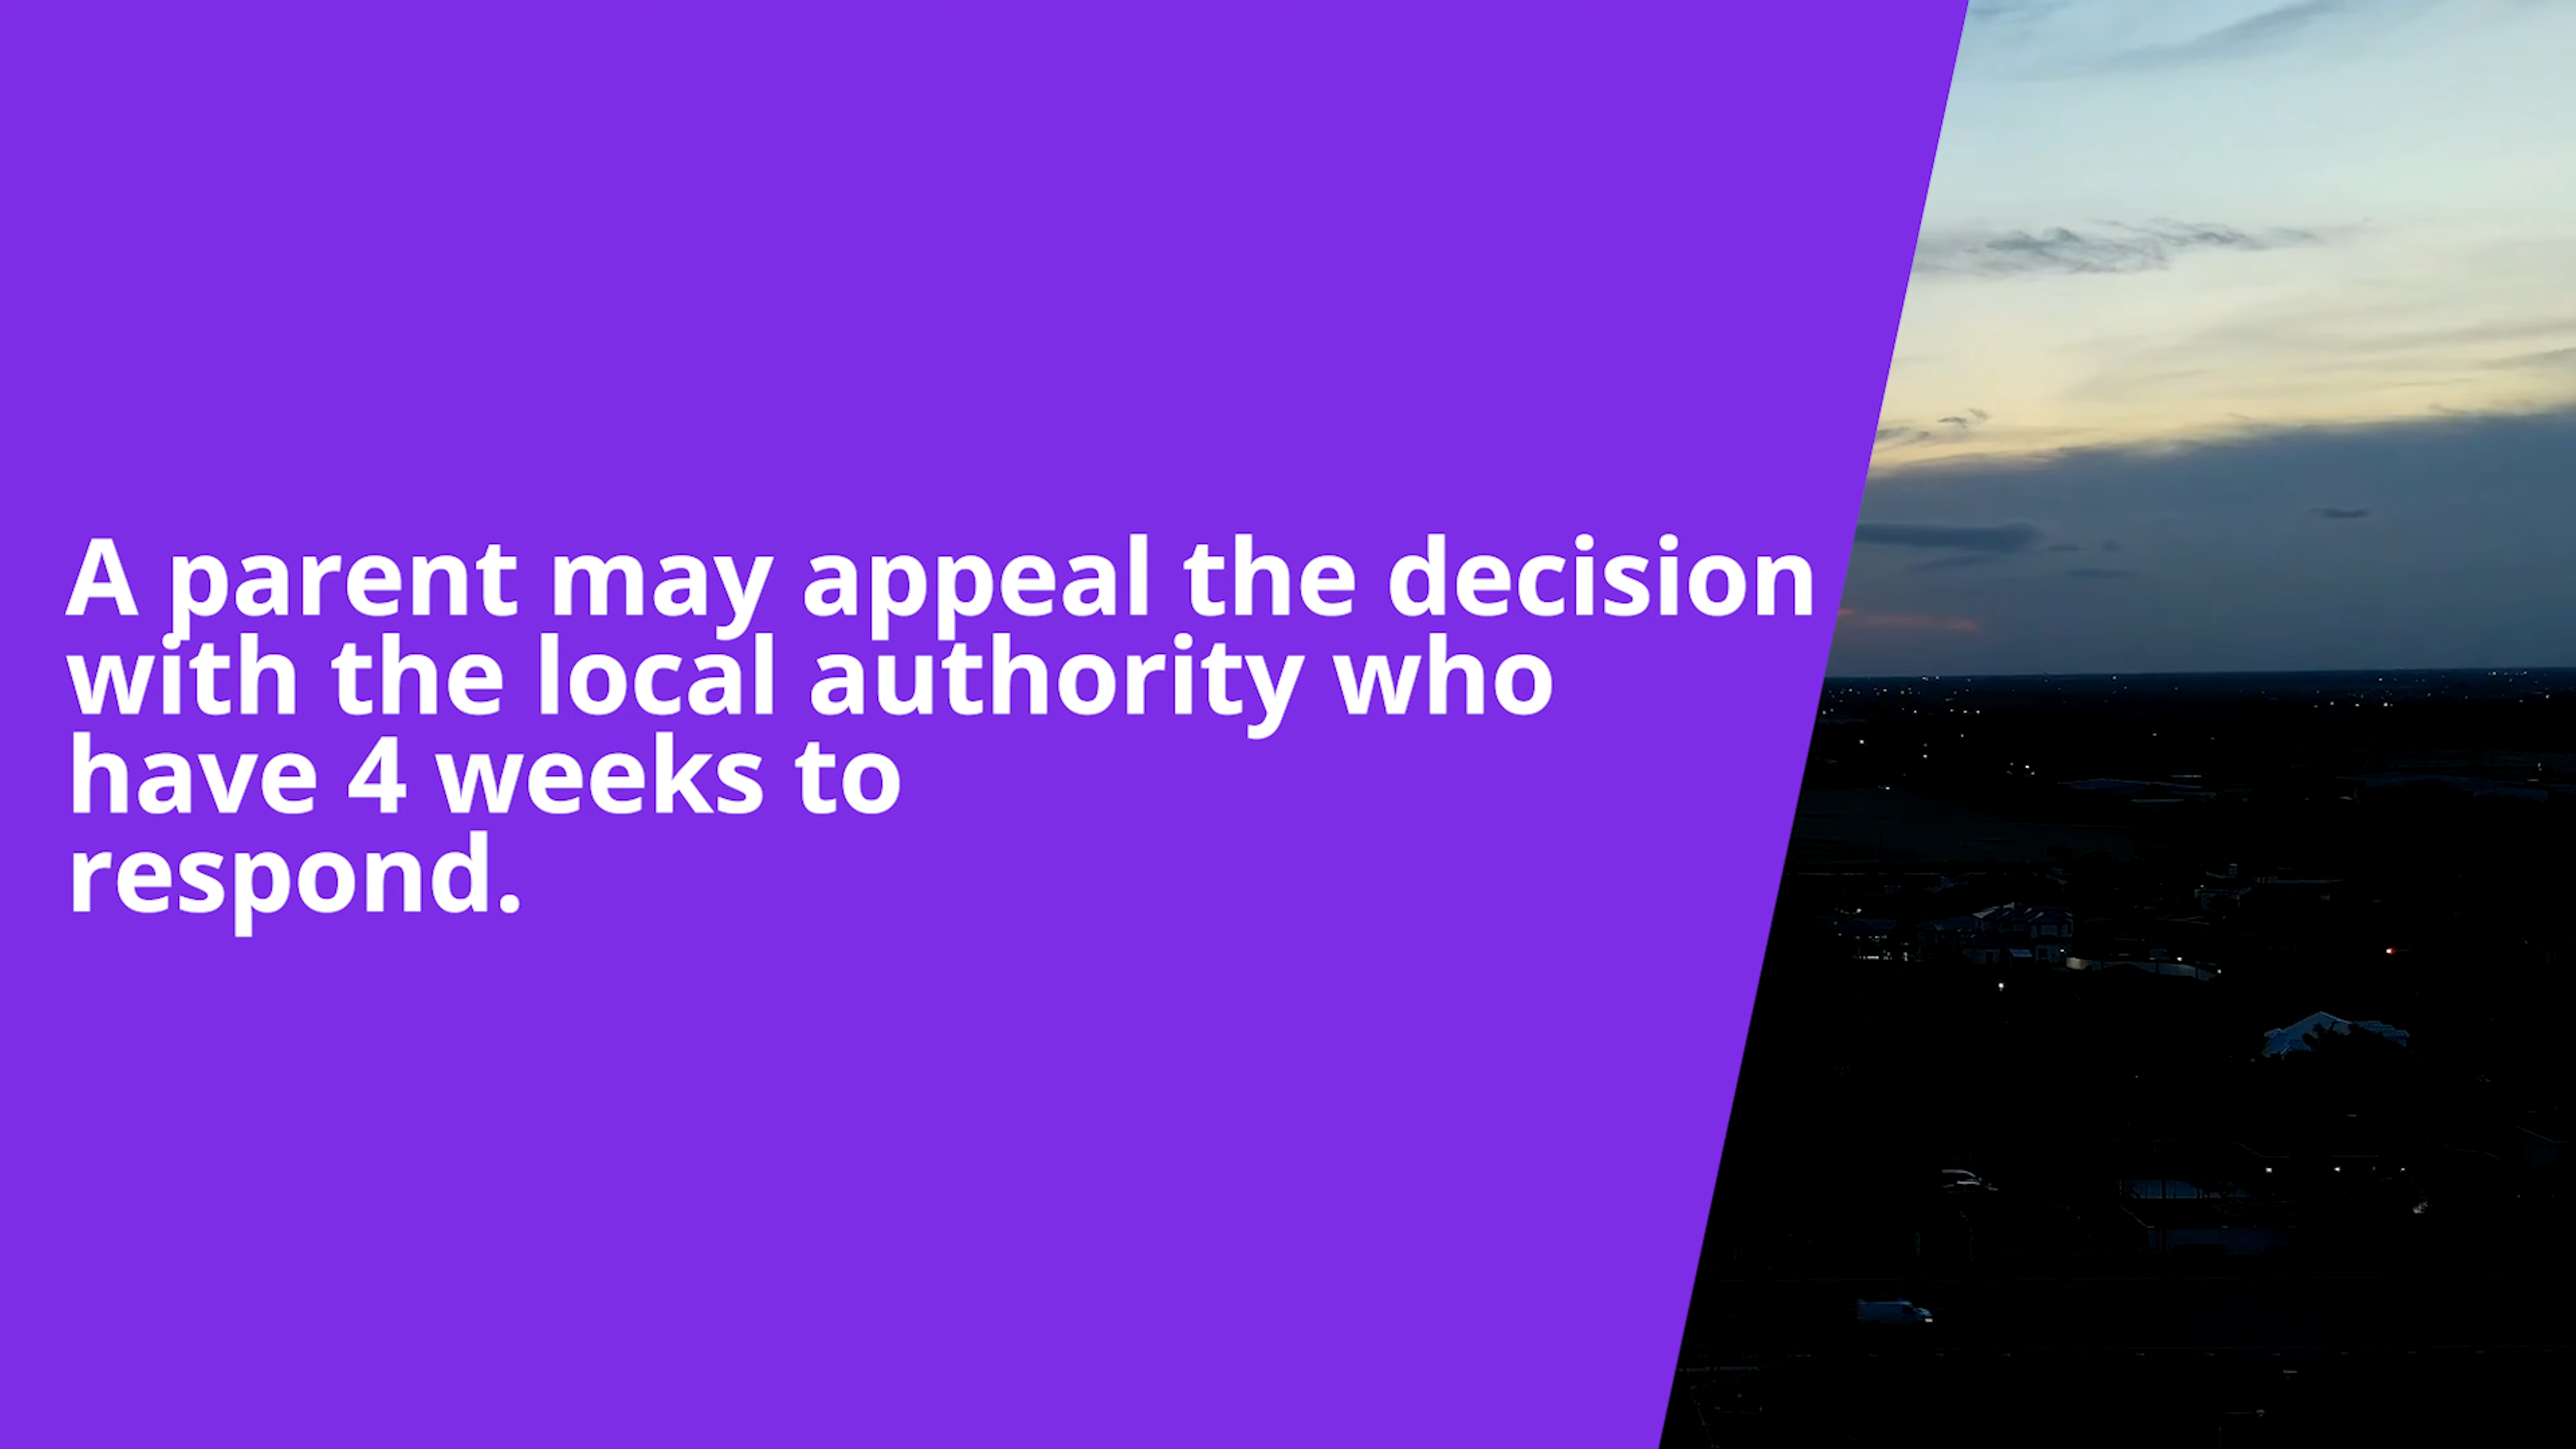 A parent may appeal the decision
with the local authority who
have 4 weeks to
respond.